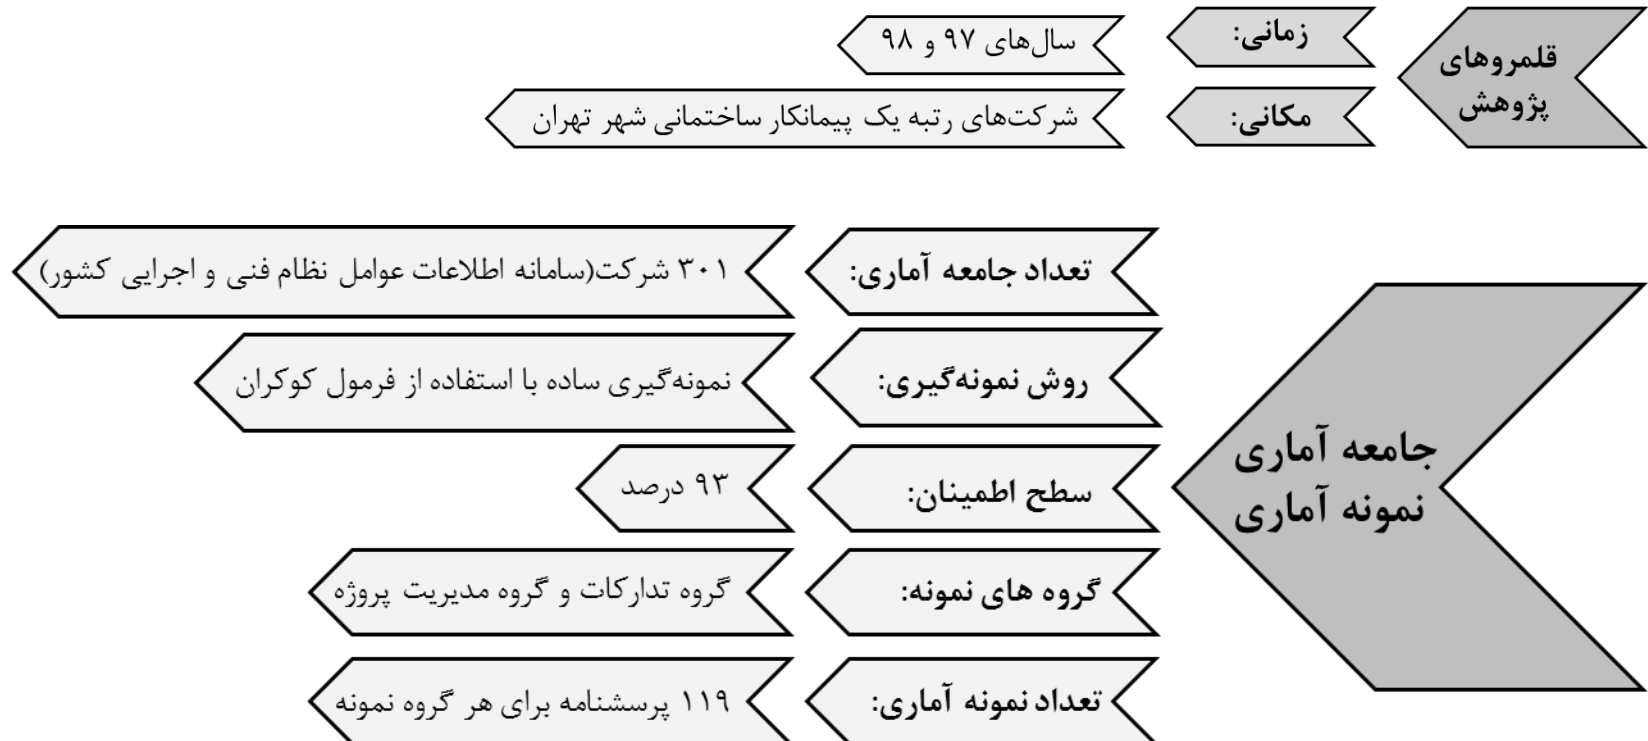 قلمروهای
پژوهش
زمانی:
سال‌های ۹۷ و ۹۸
مکانی:
شرکت‌های رتبه یک پیمانکار ساختمانی شهر تهران
جامعه آماری
نمونه آماری
تعداد جامعه آماری:
۳۰۱ شرکت(سامانه اطلاعات عوامل نظام فنی و اجرایی کشور)
روش نمونه‌گیری:
نمونه‌گیری ساده با استفاده از فرمول کوکران
سطح اطمینان:
۹۳ درصد
گروه های نمونه:
گروه تدارکات و گروه مدیریت پروژه
تعداد نمونه آماری:
۱۱۹ پرسشنامه برای هر گروه نمونه